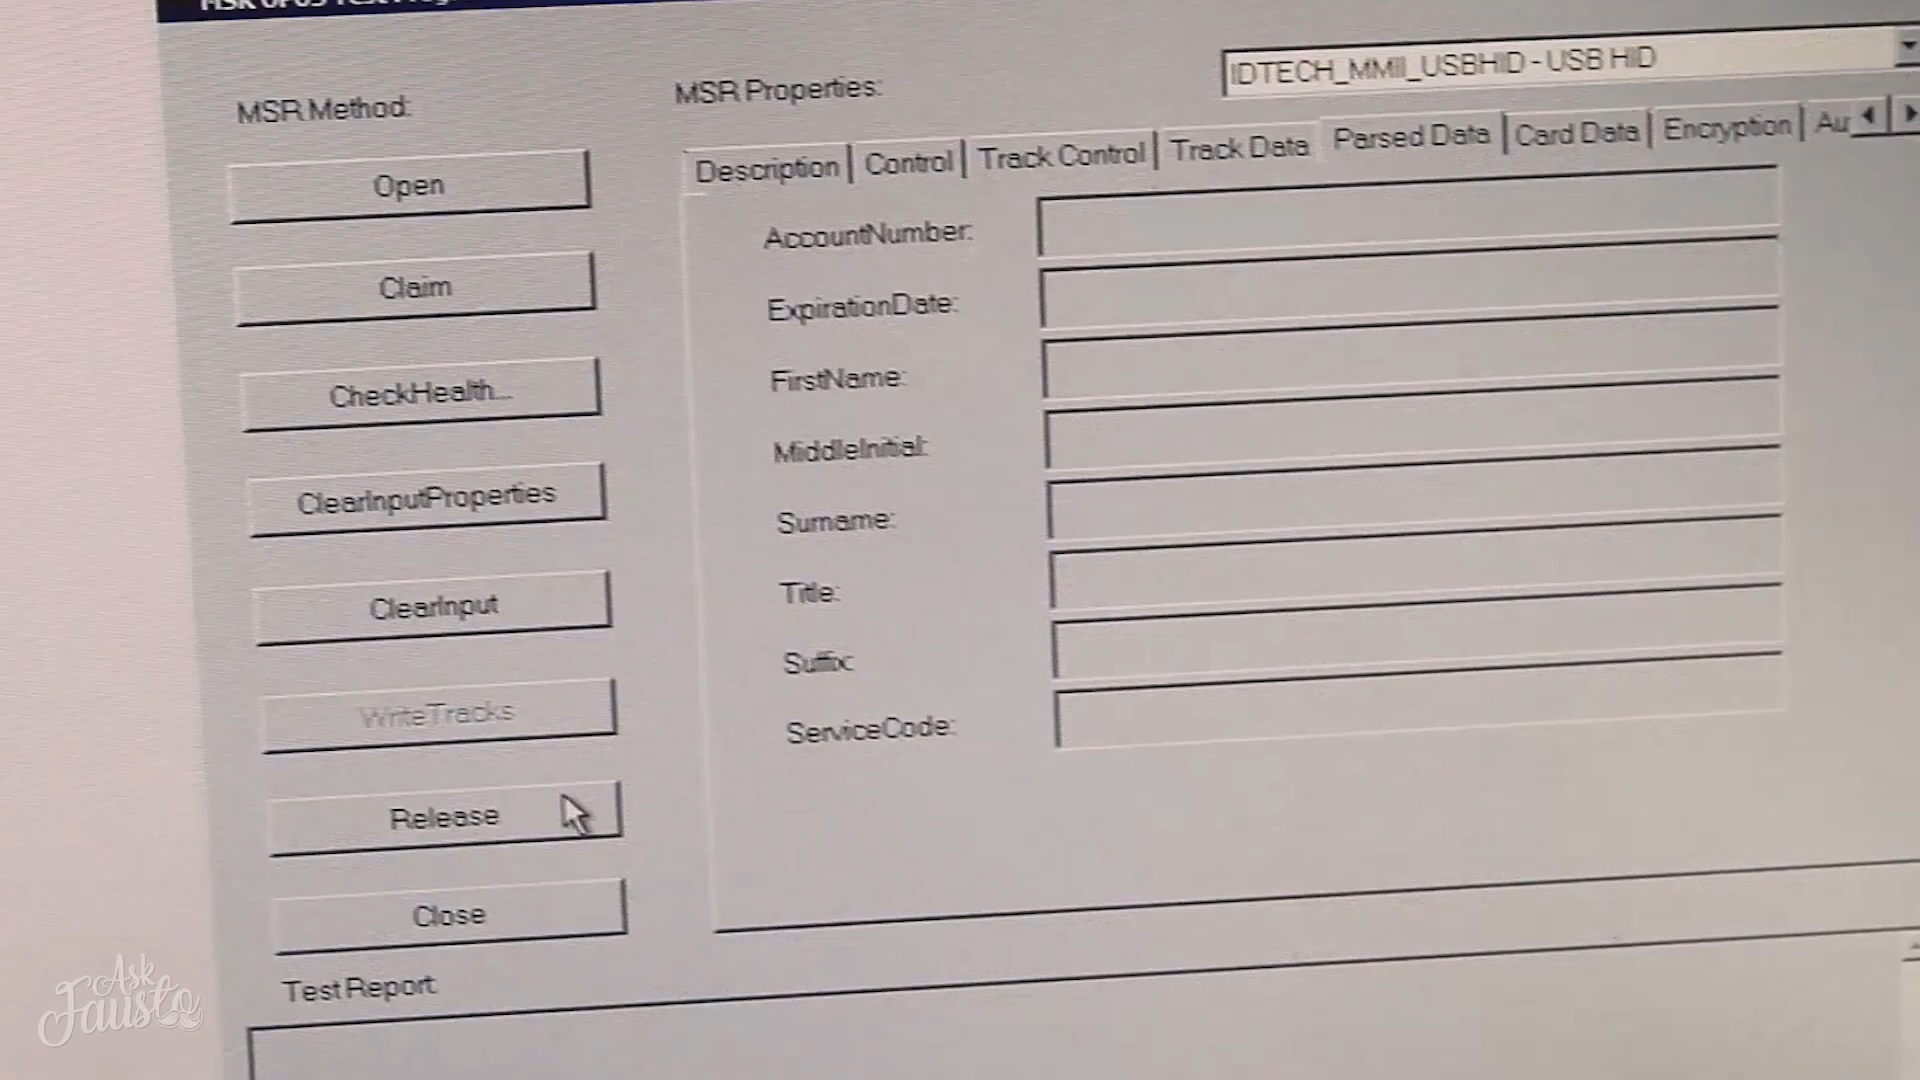 MSR Method:
MSR Properties:
IDTECH_MMII_USBHID - USB HID
Open
Claim
CheckHealth...
ClearInputProperties
ClearInput
WriteTracks
Release
Close
Description
Control
Track Control
Track Data
Parsed Data
Card Data
Encryption
AccountNumber:
ExpirationDate:
FirstName:
MiddleInitial:
Surname:
Title:
Suffix:
ServiceCode:
Test Report:
Ask
Fausto